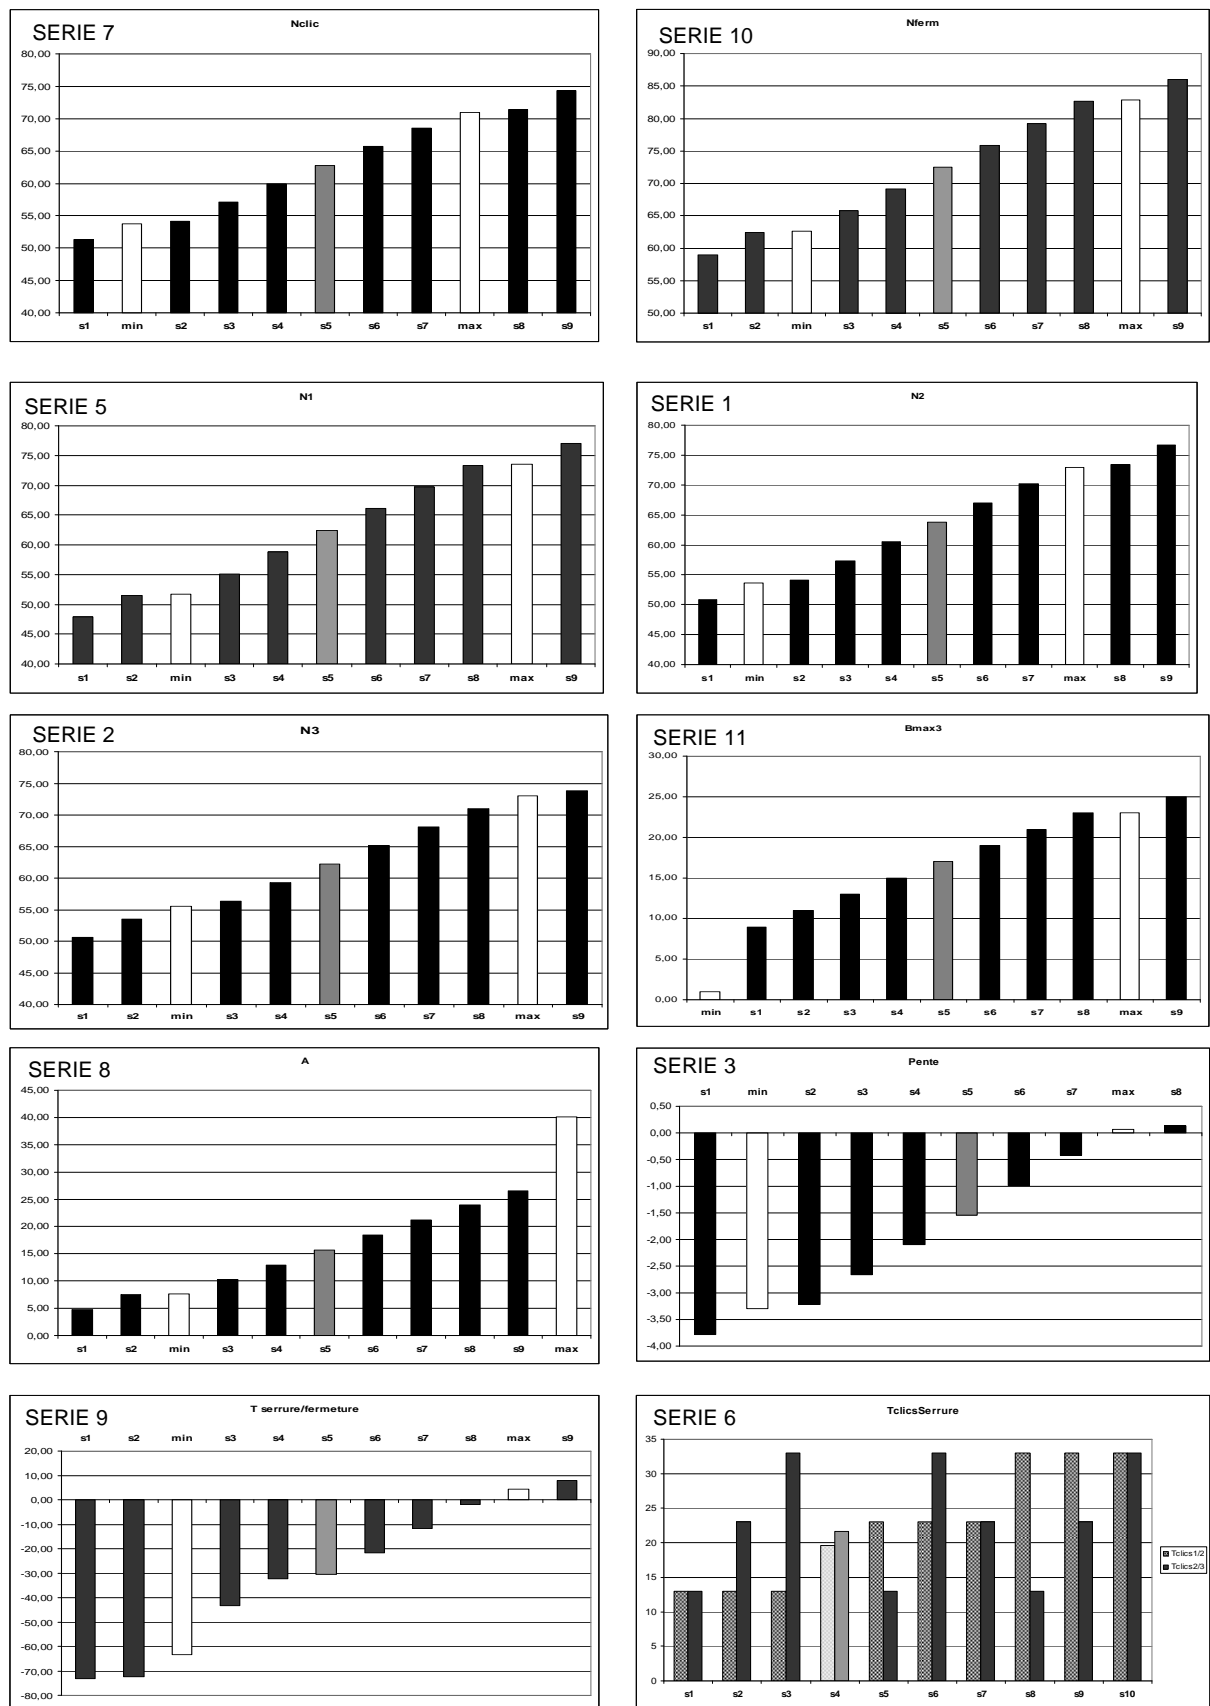 SERIE 7
Nclic
80,00
75,00
70,00
65,00
60,00
55,00
50,00
45,00
40,00
s1 min s2 s3 s4 s5 s6 s7 max s8 s9
SERIE 10
Nferm
90,00
85,00
80,00
75,00
70,00
65,00
60,00
55,00
50,00
s1 s2 min s3 s4 s5 s6 s7 s8 max s9
SERIE 5
N1
80,00
75,00
70,00
65,00
60,00
55,00
50,00
45,00
40,00
s1 s2 min s3 s4 s5 s6 s7 s8 max s9
SERIE 1
N2
80,00
75,00
70,00
65,00
60,00
55,00
50,00
45,00
40,00
s1 min s2 s3 s4 s5 s6 s7 max s8 s9
SERIE 2
N3
80,00
75,00
70,00
65,00
60,00
55,00
50,00
45,00
40,00
s1 s2 min s3 s4 s5 s6 s7 s8 max s9
SERIE 11
Bmax3
30,00
25,00
20,00
15,00
10,00
5,00
0,00
min s1 s2 s3 s4 s5 s6 s7 s8 max s9
SERIE 8
A
45,00
40,00
35,00
30,00
25,00
20,00
15,00
10,00
5,00
0,00
s1 s2 min s3 s4 s5 s6 s7 s8 s9 max
SERIE 3
Pente
s1 min s2 s3 s4 s5 s6 s7 max s8
0,50
0,00
-0,50
-1,00
-1,50
-2,00
-2,50
-3,00
-3,50
-4,00
SERIE 9
T serrure/fermeture
s1 s2 min s3 s4 s5 s6 s7 s8 max s9
20,00
10,00
0,00
-10,00
-20,00
-30,00
-40,00
-50,00
-60,00
-70,00
-80,00
SERIE 6
TclicsSerrure
35
30
25
20
15
10
5
0
s1 s2 s3 s4 s5 s6 s7 s8 s9 s10
Tclics1/2
Tclics2/3